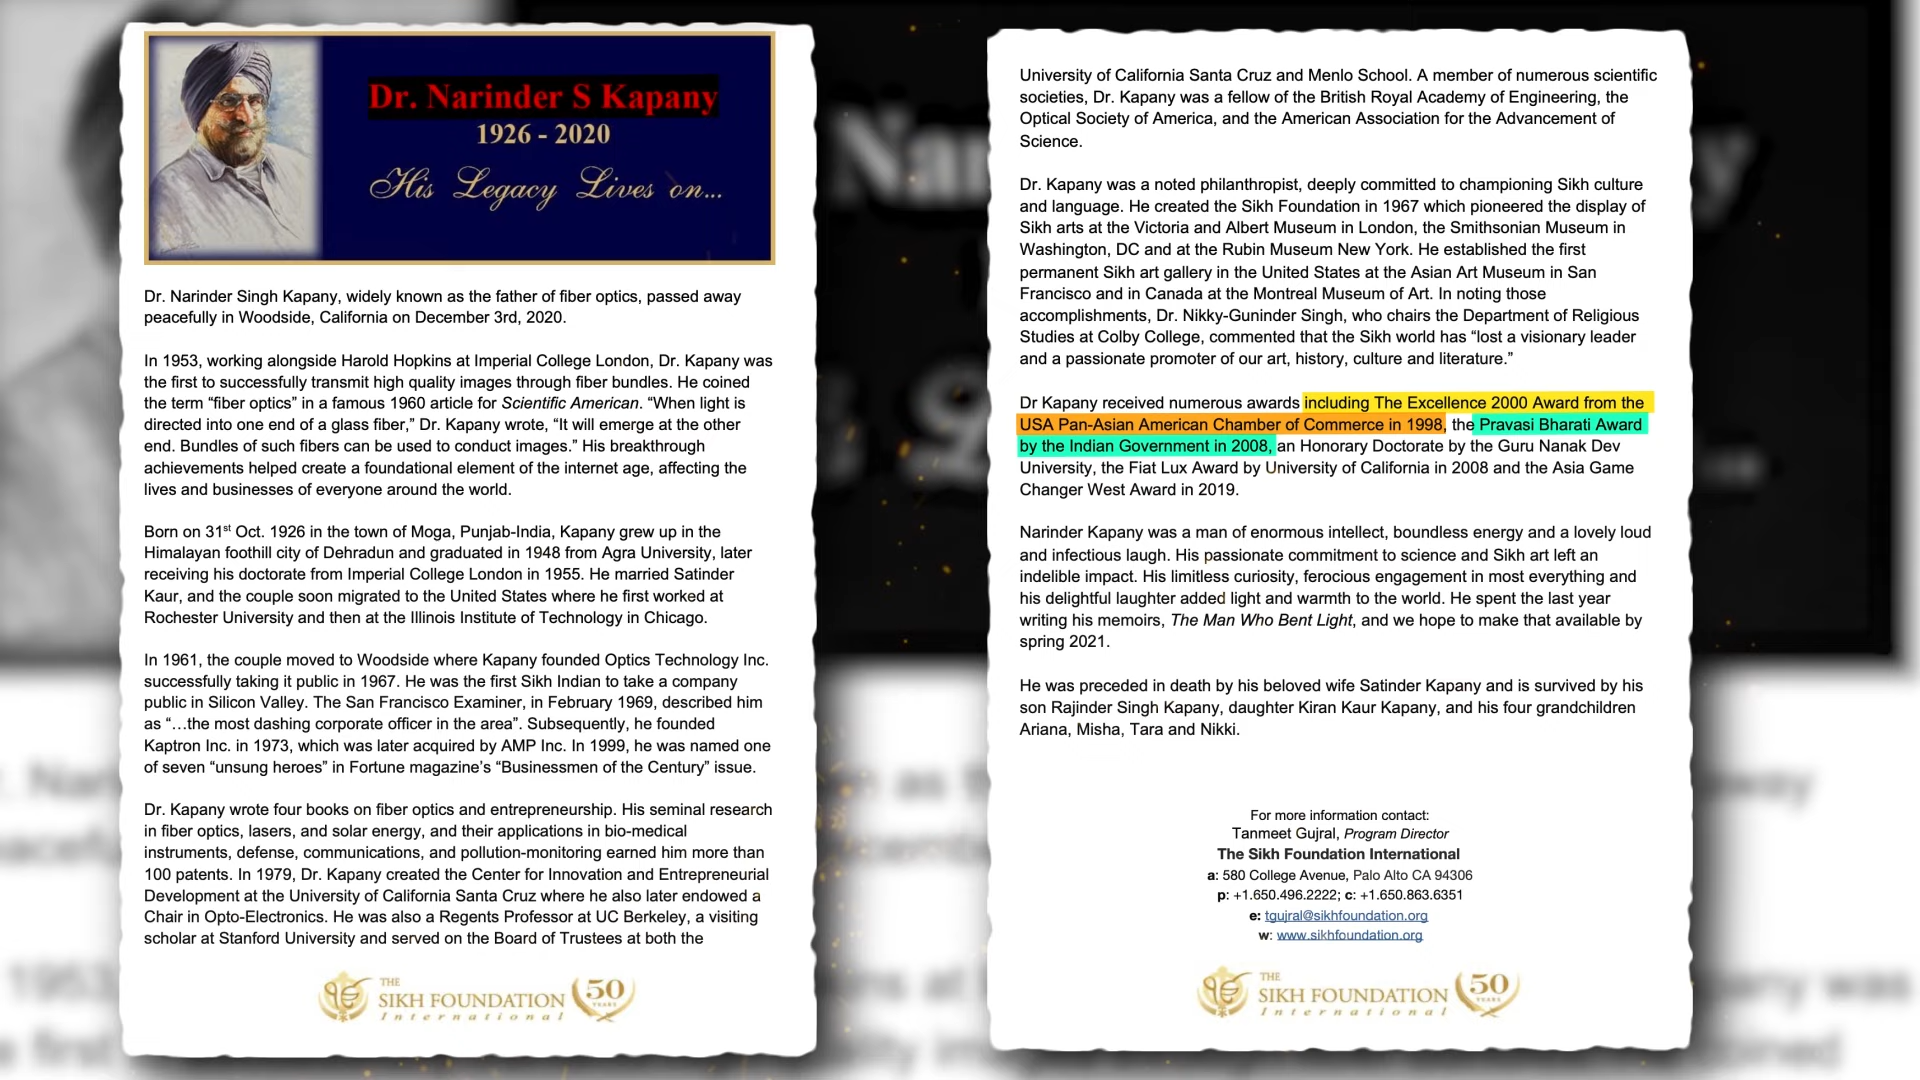 Dr. Narinder S Kapany
1926 - 2020
His Legacy Lives on...
Dr. Narinder Singh Kapany, widely known as the father of fiber optics, passed away
peacefully in Woodside, California on December 3rd, 2020.
In 1953, working alongside Harold Hopkins at Imperial College London, Dr. Kapany was
the first to successfully transmit high quality images through fiber bundles. He coined
the term “fiber optics” in a famous 1960 article for Scientific American. “When light is
directed into one end of a glass fiber,” Dr. Kapany wrote, “It will emerge at the other
end. Bundles of such fibers can be used to conduct images.” His breakthrough
achievements helped create a foundational element of the internet age, affecting the
lives and businesses of everyone around the world.
Born on 31st Oct. 1926 in the town of Moga, Punjab-India, Kapany grew up in the
Himalayan foothill city of Dehradun and graduated in 1948 from Agra University, later
receiving his doctorate from Imperial College London in 1955. He married Satinder
Kaur, and the couple soon migrated to the United States where he first worked at
Rochester University and then at the Illinois Institute of Technology in Chicago.
In 1961, the couple moved to Woodside where Kapany founded Optics Technology Inc.
successfully taking it public in 1967. He was the first Sikh Indian to take a company
public in Silicon Valley. The San Francisco Examiner, in February 1969, described him
as “…the most dashing corporate officer in the area”. Subsequently, he founded
Kaptron Inc. in 1973, which was later acquired by AMP Inc. In 1999, he was named one
of seven “unsung heroes” in Fortune magazine’s “Businessmen of the Century” issue.
Dr. Kapany wrote four books on fiber optics and entrepreneurship. His seminal research
in fiber optics, lasers, and solar energy, and their applications in bio-medical
instruments, defense, communications, and pollution-monitoring earned him more than
100 patents. In 1979, Dr. Kapany created the Center for Innovation and Entrepreneurial
Development at the University of California Santa Cruz where he also later endowed a
Chair in Opto-Electronics. He was also a Regents Professor at UC Berkeley, a visiting
scholar at Stanford University and served on the Board of Trustees at both the
THE
SIKH FOUNDATION
International
50
YEARS
University of California Santa Cruz and Menlo School. A member of numerous scientific
societies, Dr. Kapany was a fellow of the British Royal Academy of Engineering, the
Optical Society of America, and the American Association for the Advancement of
Science.
Dr. Kapany was a noted philanthropist, deeply committed to championing Sikh culture
and language. He created the Sikh Foundation in 1967 which pioneered the display of
Sikh arts at the Victoria and Albert Museum in London, the Smithsonian Museum in
Washington, DC and at the Rubin Museum New York. He established the first
permanent Sikh art gallery in the United States at the Asian Art Museum in San
Francisco and in Canada at the Montreal Museum of Art. In noting those
accomplishments, Dr. Nikky-Guninder Singh, who chairs the Department of Religious
Studies at Colby College, commented that the Sikh world has “lost a visionary leader
and a passionate promoter of our art, history, culture and literature.”
Dr Kapany received numerous awards including The Excellence 2000 Award from the
USA Pan-Asian American Chamber of Commerce in 1998, the Pravasi Bharati Award
by the Indian Government in 2008, an Honorary Doctorate by the Guru Nanak Dev
University, the Fiat Lux Award by University of California in 2008 and the Asia Game
Changer West Award in 2019.
Narinder Kapany was a man of enormous intellect, boundless energy and a lovely loud
and infectious laugh. His passionate commitment to science and Sikh art left an
indelible impact. His limitless curiosity, ferocious engagement in most everything and
his delightful laughter added light and warmth to the world. He spent the last year
writing his memoirs, The Man Who Bent Light, and we hope to make that available by
spring 2021.
He was preceded in death by his beloved wife Satinder Kapany and is survived by his
son Rajinder Singh Kapany, daughter Kiran Kaur Kapany, and his four grandchildren
Ariana, Misha, Tara and Nikki.
For more information contact:
Tanmeet Gujral, Program Director
The Sikh Foundation International
a: 580 College Avenue, Palo Alto CA 94306
p: +1.650.496.2222; c: +1.650.863.6351
e: tgujral@sikhfoundation.org
w: www.sikhfoundation.org
THE
SIKH FOUNDATION
International
50
YEARS